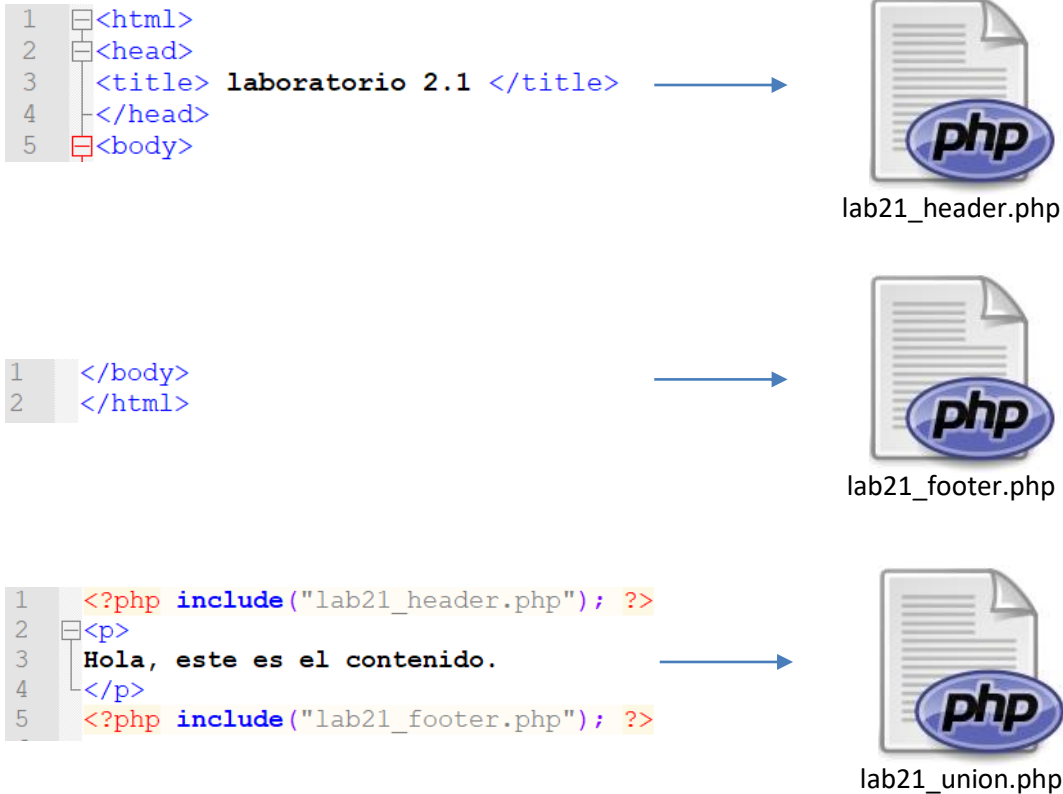 1 <html>
2 <head>
3 <title> laboratorio 2.1 </title>
4 </head>
5 <body>
php
lab21_header.php
1 </body>
2 </html>
php
lab21_footer.php
1 <?php include("lab21_header.php"); ?>
2 <p>
3 Hola, este es el contenido.
4 </p>
5 <?php include("lab21_footer.php"); ?>
php
lab21_union.php